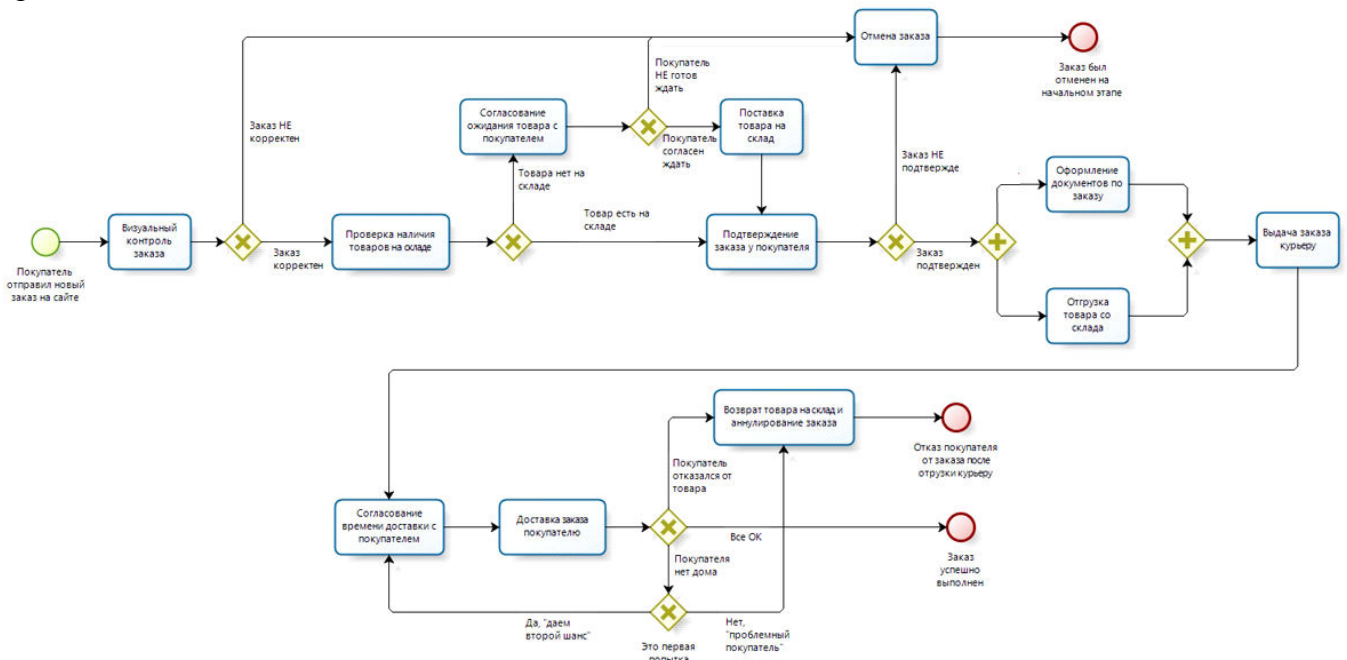 Отмена заказа
Заказ был
отменен на
начальном этапе
Покупатель
НЕ готов
ждать
Согласование
ожидания товара с
покупателем
Поставка
товара на
склад
Покупатель
согласен
ждать
Заказ НЕ
корректен
Заказ НЕ
подтвержде
Товара нет на
складе
Оформление
документов по
заказу
Товар есть на
складе
Визуальный
контроль
заказа
Проверка наличия
товаров на складе
Подтверждение
заказа у покупателя
Выдача заказа
курьеру
Заказ
корректен
Заказ
подтвержден
Покупатель
отправил новый
заказ на сайте
Отгрузка
товара со
склада
Возврат товара на склад и
аннулирование заказа
Отказ покупателя
от заказа после
отрузки курьеру
Покупатель
отказался от
товара
Согласование
времени доставки с
покупателем
Доставка заказа
покупателю
Все ОК
Заказ
успешно
выполнен
Покупателя
нет дома
Да, "даем
второй шанс"
Нет,
"проблемный
покупатель"
Это первая
попытка